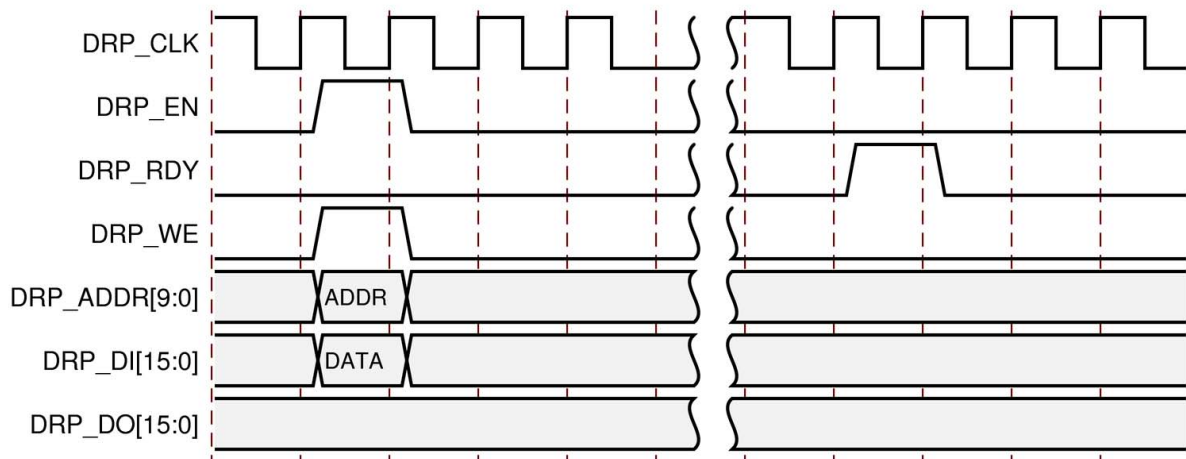 DRP_CLK
DRP_EN
DRP_RDY
DRP_WE
DRP_ADDR[9:0] ADDR
DRP_DI[15:0] DATA
DRP_DO[15:0]